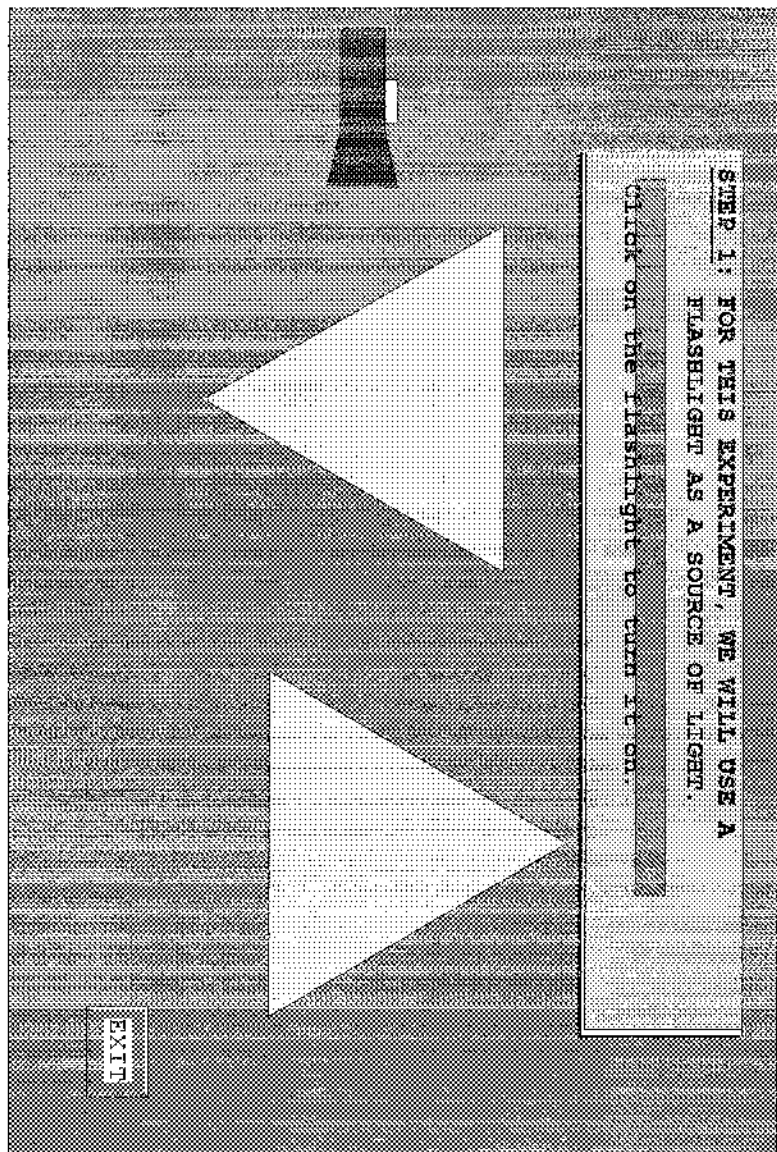 STEP 1: FOR THIS EXPERIMENT, WE WILL USE A
FLASHLIGHT AS A SOURCE OF LIGHT.
Click on the flashlight to turn it on.
EXIT